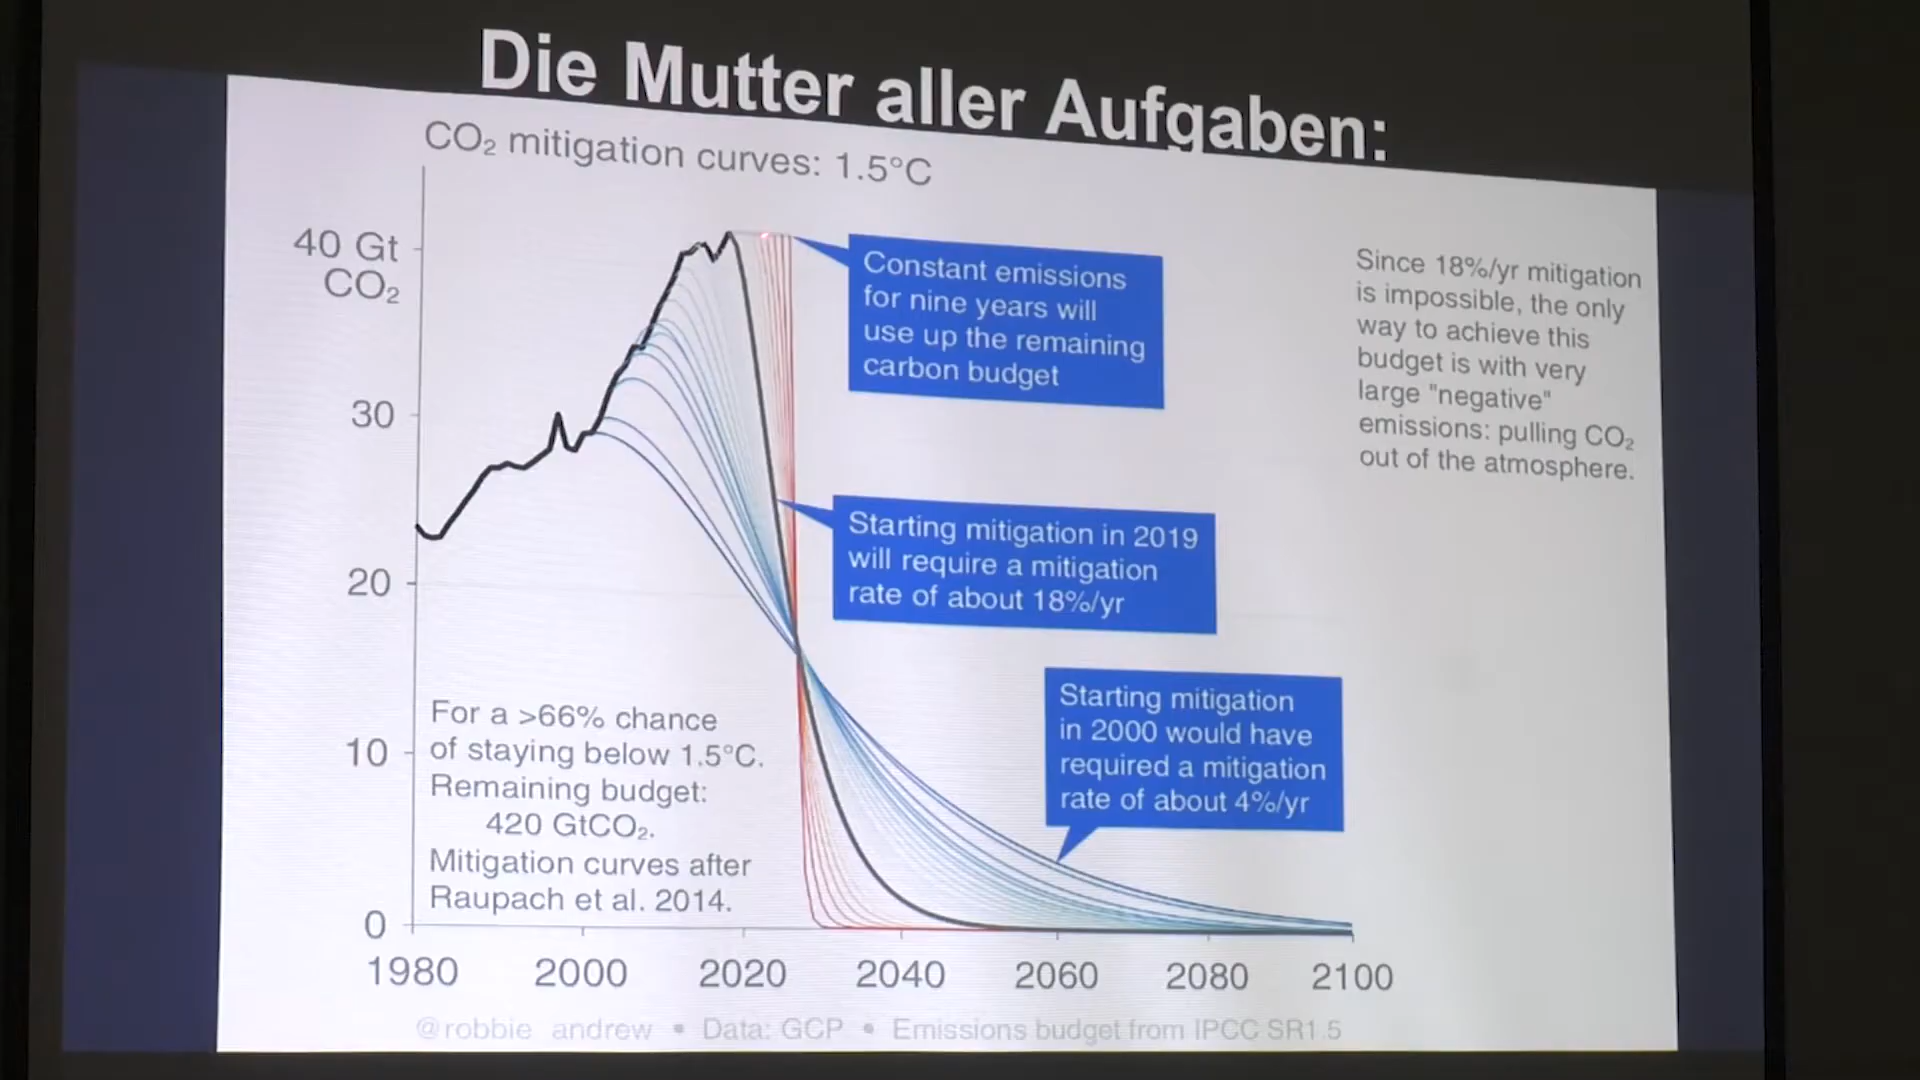 Die Mutter aller Aufgaben:
CO₂ mitigation curves: 1.5°C
40 Gt
CO₂
30
20
10
0
Constant emissions
for nine years will
use up the remaining
carbon budget
Since 18%/yr mitigation
is impossible, the only
way to achieve this
budget is with very
large "negative"
emissions: pulling CO₂
out of the atmosphere.
Starting mitigation in 2019
will require a mitigation
rate of about 18%/yr
Starting mitigation
in 2000 would have
required a mitigation
rate of about 4%/yr
For a >66% chance
of staying below 1.5°C.
Remaining budget:
420 GtCO₂.
Mitigation curves after
Raupach et al. 2014.
1980 2000 2020 2040 2060 2080 2100
@robbie_andrew • Data: GCP • Emissions budget from IPCC SR1.5